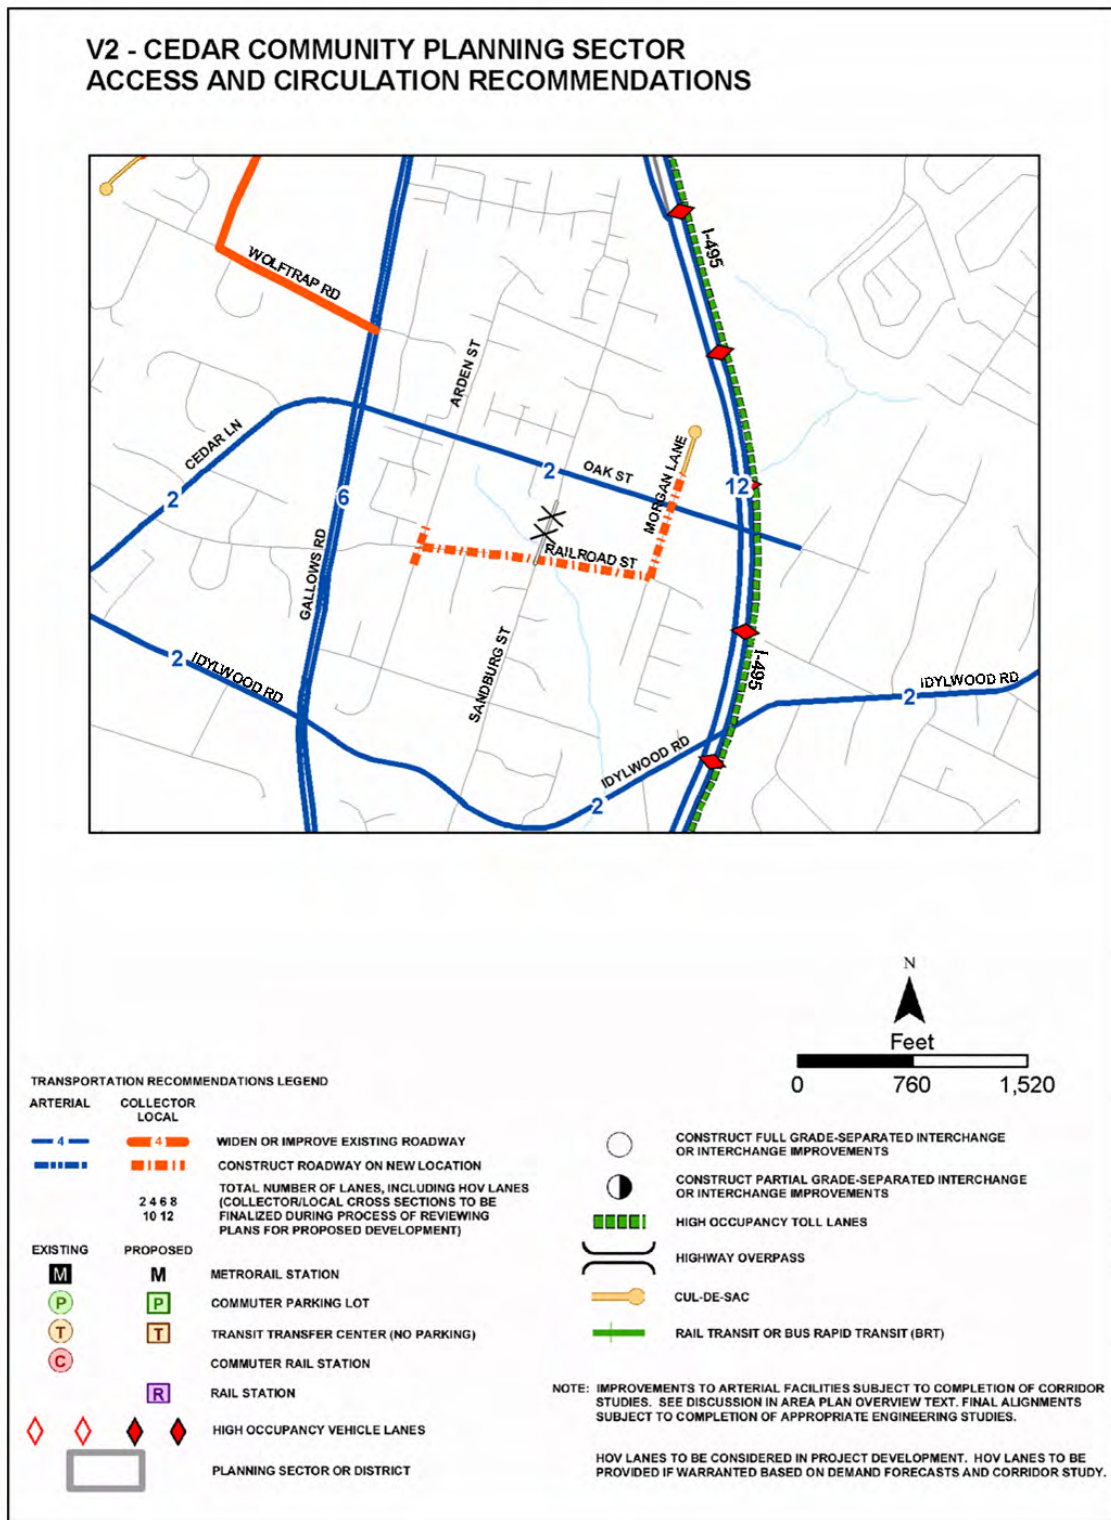 V2 - CEDAR COMMUNITY PLANNING SECTOR
ACCESS AND CIRCULATION RECOMMENDATIONS
I-495
WOLFTRAP RD
ARDEN ST
CEDAR LN
2
OAK ST
2
MORGAN LANE
12
6
GALLOWS RD
RAILROAD ST
2
IDYLWOOD RD
SANDBURG ST
I-495
IDYLWOOD RD
2
IDYLWOOD RD
2
N
Feet
0 760 1,520
TRANSPORTATION RECOMMENDATIONS LEGEND
ARTERIAL COLLECTOR
LOCAL
4 4 WIDEN OR IMPROVE EXISTING ROADWAY
CONSTRUCT ROADWAY ON NEW LOCATION
2 4 6 8
10 12
TOTAL NUMBER OF LANES, INCLUDING HOV LANES
(COLLECTOR/LOCAL CROSS SECTIONS TO BE
FINALIZED DURING PROCESS OF REVIEWING
PLANS FOR PROPOSED DEVELOPMENT)
EXISTING PROPOSED
M M METRORAIL STATION
P P COMMUTER PARKING LOT
T T TRANSIT TRANSFER CENTER (NO PARKING)
C COMMUTER RAIL STATION
R RAIL STATION
HIGH OCCUPANCY VEHICLE LANES
PLANNING SECTOR OR DISTRICT
CONSTRUCT FULL GRADE-SEPARATED INTERCHANGE
OR INTERCHANGE IMPROVEMENTS
CONSTRUCT PARTIAL GRADE-SEPARATED INTERCHANGE
OR INTERCHANGE IMPROVEMENTS
HIGH OCCUPANCY TOLL LANES
HIGHWAY OVERPASS
CUL-DE-SAC
RAIL TRANSIT OR BUS RAPID TRANSIT (BRT)
NOTE: IMPROVEMENTS TO ARTERIAL FACILITIES SUBJECT TO COMPLETION OF CORRIDOR
STUDIES. SEE DISCUSSION IN AREA PLAN OVERVIEW TEXT. FINAL ALIGNMENTS
SUBJECT TO COMPLETION OF APPROPRIATE ENGINEERING STUDIES.
HOV LANES TO BE CONSIDERED IN PROJECT DEVELOPMENT. HOV LANES TO BE
PROVIDED IF WARRANTED BASED ON DEMAND FORECASTS AND CORRIDOR STUDY.